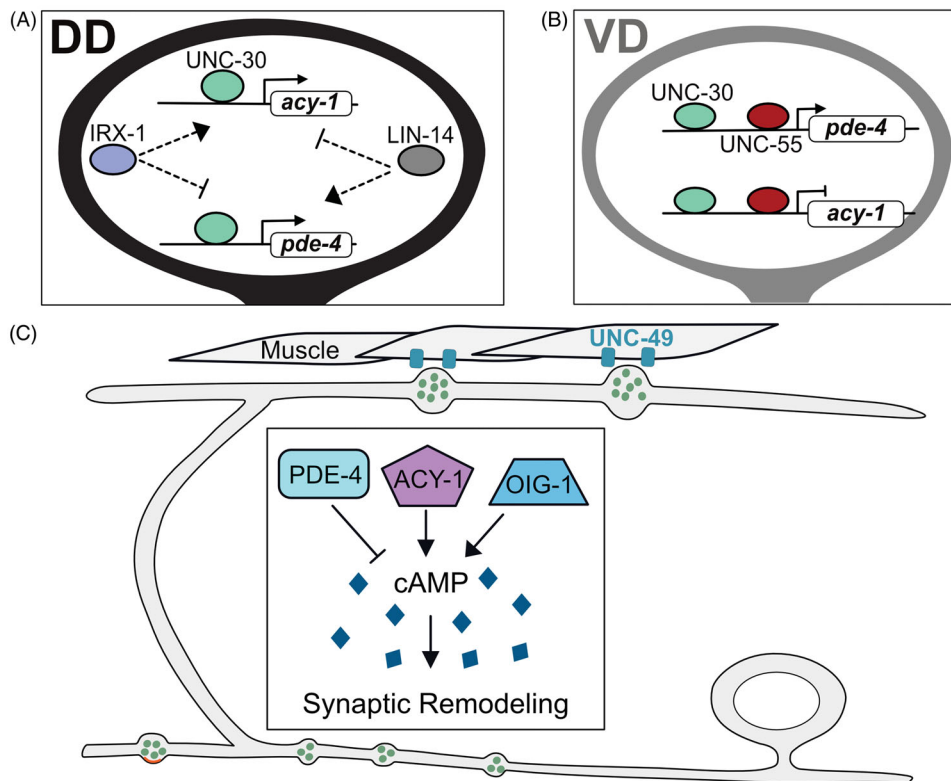 (A)
DD
UNC-30
acy-1
IRX-1
LIN-14
pde-4
(B)
VD
UNC-30
pde-4
UNC-55
acy-1
(C)
Muscle
UNC-49
PDE-4
ACY-1
OIG-1
cAMP
Synaptic Remodeling